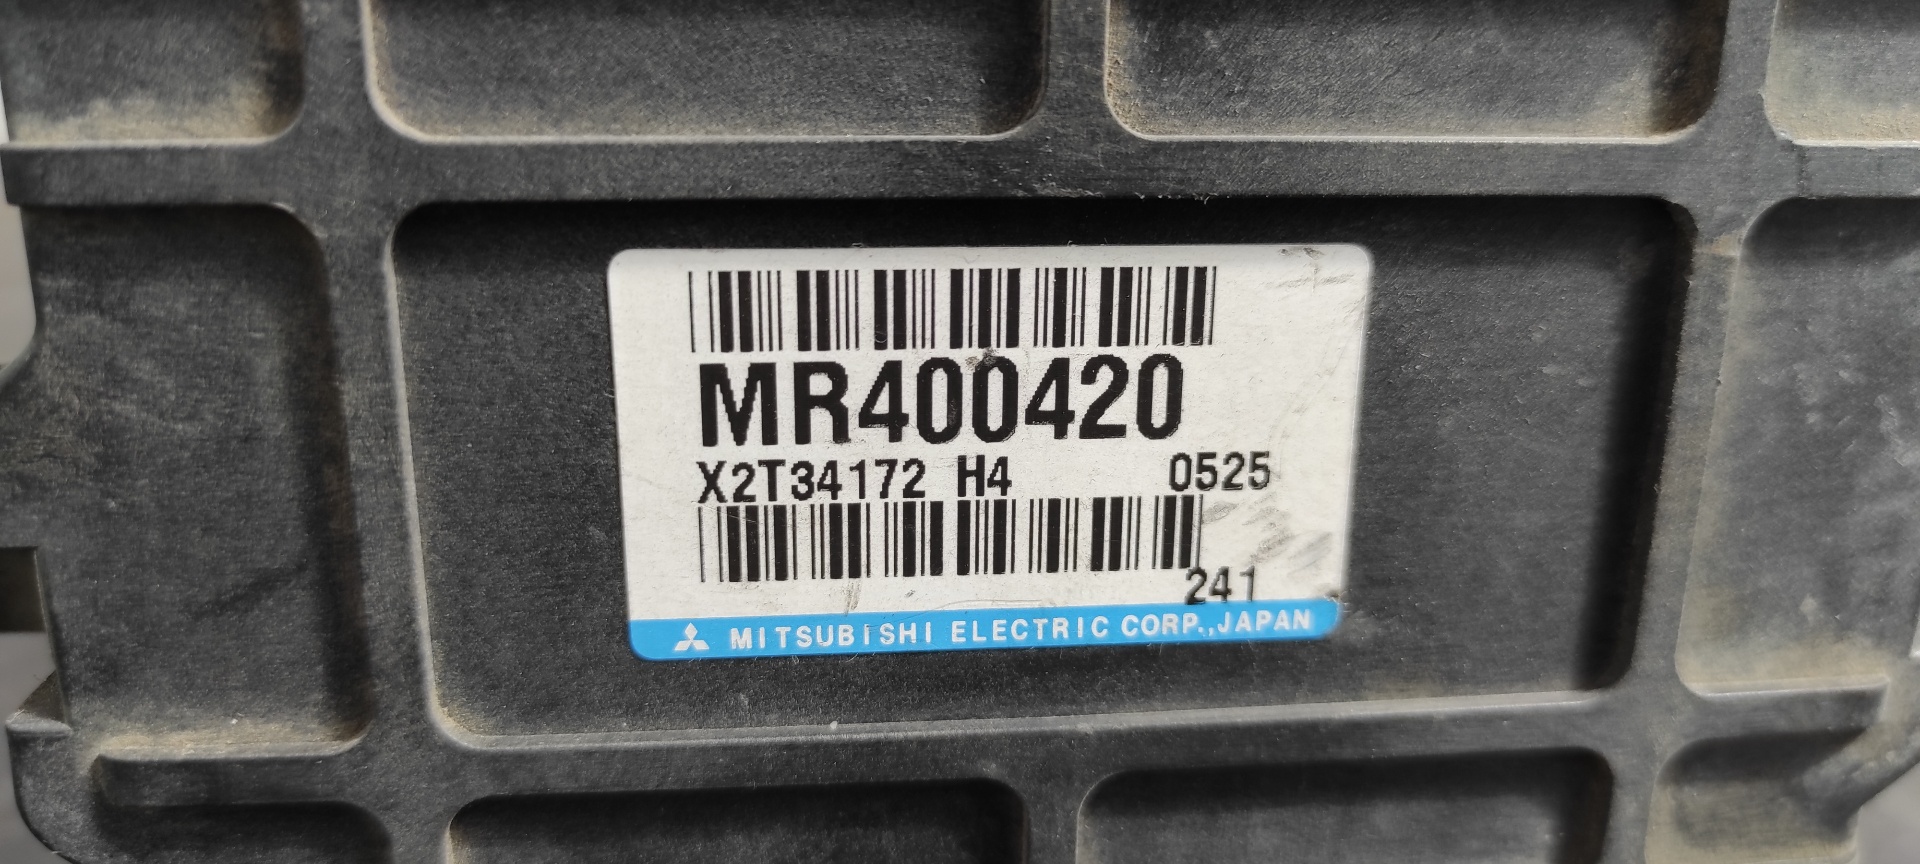 MR400420
X2T34172 H4 0525
241
MITSUBISHI ELECTRIC CORP.,JAPAN